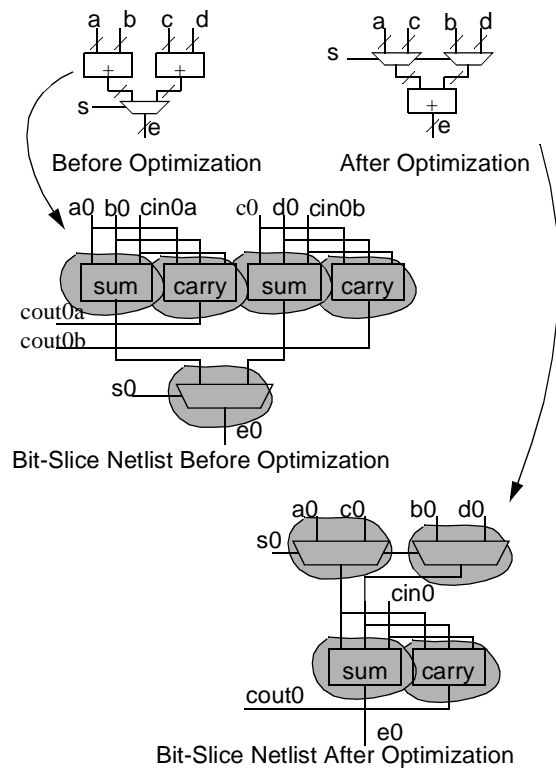 a b c d
+ +
s
e
Before Optimization
a c b d
s
+
e
After Optimization
a0 b0 cin0a c0 d0 cin0b
sum carry sum carry
cout0a
cout0b
s0
e0
Bit-Slice Netlist Before Optimization
a0 c0 b0 d0
s0
cin0
sum carry
cout0
e0
Bit-Slice Netlist After Optimization